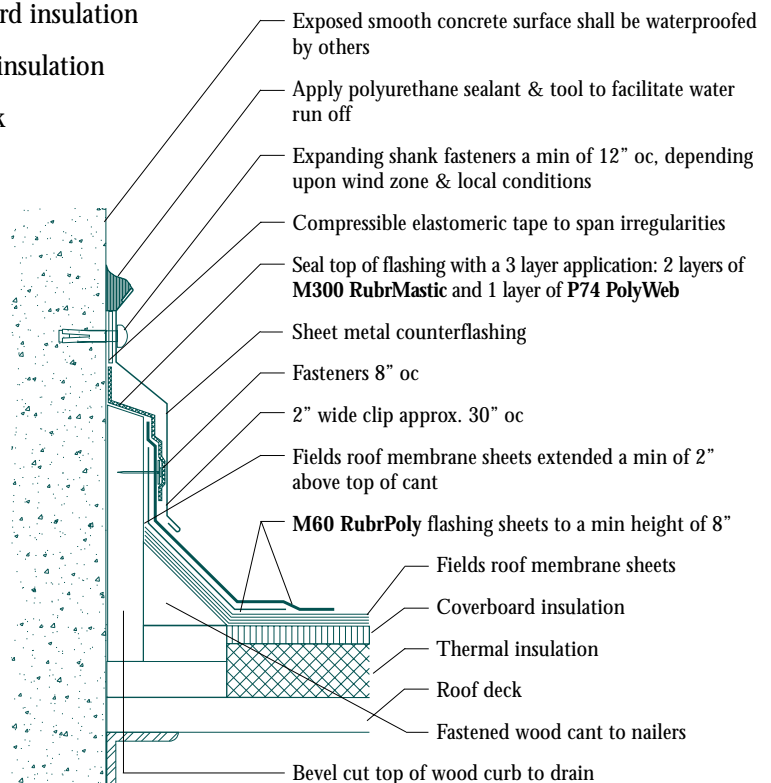 rd insulation
insulation
k
Exposed smooth concrete surface shall be waterproofed
by others
Apply polyurethane sealant & tool to facilitate water
run off
Expanding shank fasteners a min of 12” oc, depending
upon wind zone & local conditions
Compressible elastomeric tape to span irregularities
Seal top of flashing with a 3 layer application: 2 layers of
M300 RubrMastic and 1 layer of P74 PolyWeb
Sheet metal counterflashing
Fasteners 8” oc
2” wide clip approx. 30” oc
Fields roof membrane sheets extended a min of 2”
above top of cant
M60 RubrPoly flashing sheets to a min height of 8”
Fields roof membrane sheets
Coverboard insulation
Thermal insulation
Roof deck
Fastened wood cant to nailers
Bevel cut top of wood curb to drain